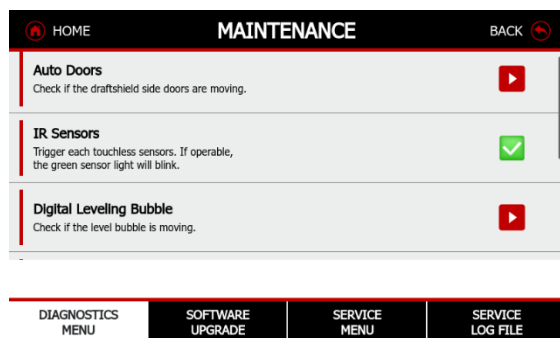 HOME MAINTENANCE BACK
Auto Doors
Check if the draftshield side doors are moving.
IR Sensors
Trigger each touchless sensors. If operable,
the green sensor light will blink.
Digital Leveling Bubble
Check if the level bubble is moving.
DIAGNOSTICS SOFTWARE SERVICE SERVICE
MENU UPGRADE MENU LOG FILE